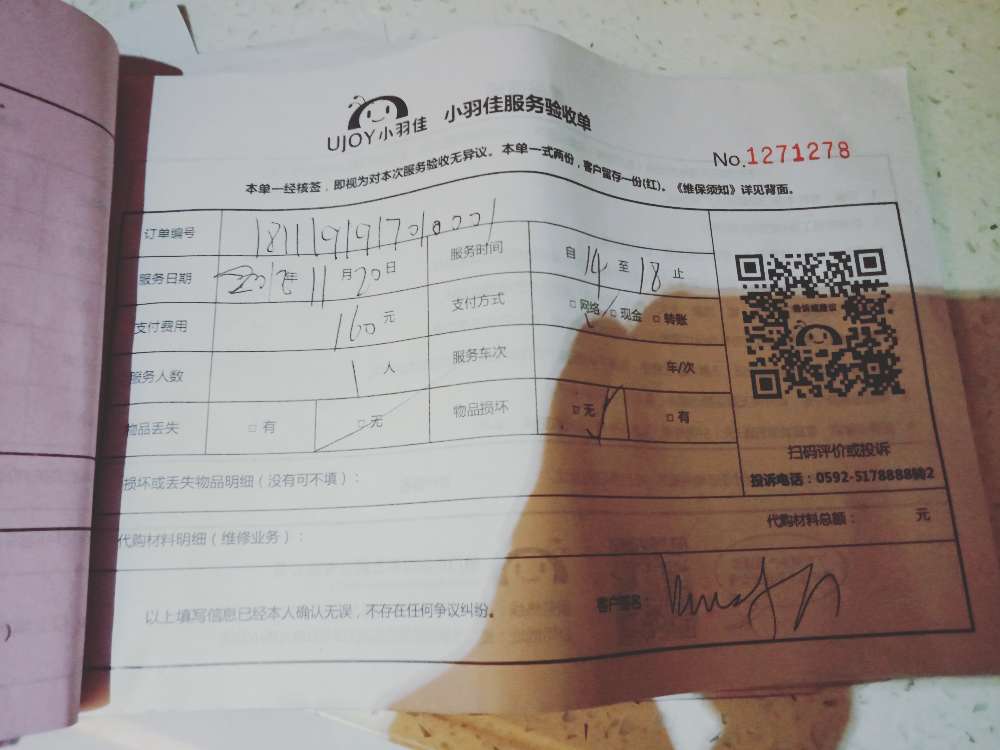 UJOY小羽佳 小羽佳服务验收单
No.1271278
本单一经核签，即视为对本次服务验收无异议。本单一式两份，客户留存一份(红)。《维保须知》详见背面。
订单编号
服务日期 年 11 月 20 日 服务时间 自 14 至 18 止
支付费用 160 元 支付方式 □ 网络 □ 现金 □ 转账
服务人数 1 人 服务车次 车/次
物品丢失 □ 有 □ 无 物品损坏 □ 无 □ 有
告诉或建议
扫码评价或投诉
投诉电话：0592-5178888转2
损坏或丢失物品明细（没有可不填）：
代购材料总额： 元
代购材料明细（维修业务）：
以上填写信息已经本人确认无误，不存在任何争议纠纷。 客户签名：